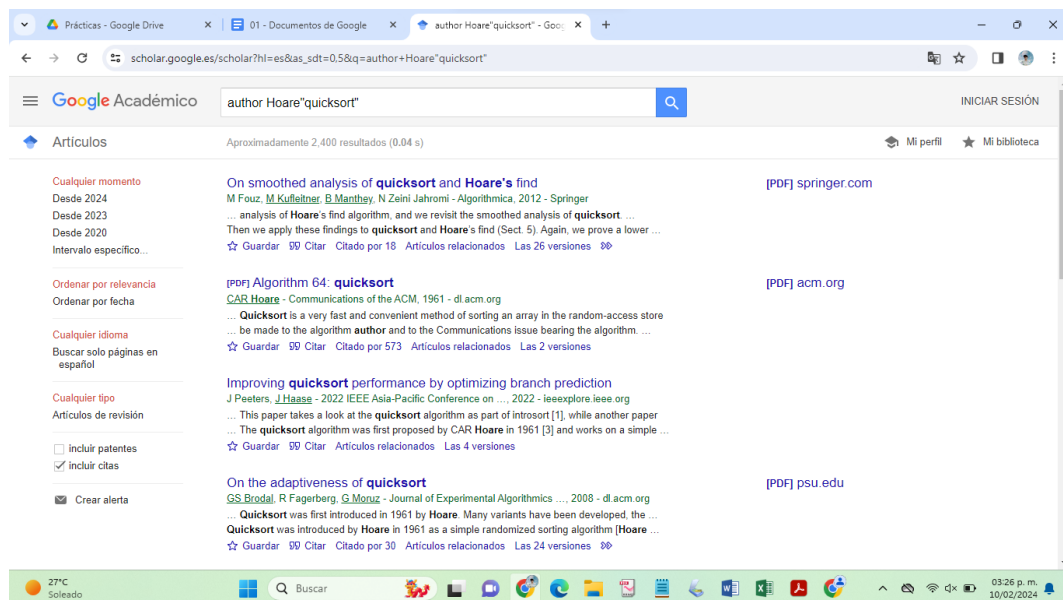 Prácticas - Google Drive
01 - Documentos de Google
author Hoare"quicksort" - Goog
scholar.google.es/scholar?hl=es&as_sdt=0,5&q=author+Hoare"quicksort"
Google Académico
author Hoare"quicksort"
INICIAR SESIÓN
Artículos
Aproximadamente 2,400 resultados (0.04 s)
Mi perfil
Mi biblioteca
Cualquier momento
Desde 2024
Desde 2023
Desde 2020
Intervalo específico...
Ordenar por relevancia
Ordenar por fecha
Cualquier idioma
Buscar solo páginas en
español
Cualquier tipo
Artículos de revisión
incluir patentes
incluir citas
Crear alerta
On smoothed analysis of quicksort and Hoare's find
[PDF] springer.com
M Fouz, M Kufleitner, B Manthey, N Zeini Jahromi - Algorithmica, 2012 - Springer
... analysis of Hoare's find algorithm, and we revisit the smoothed analysis of quicksort. ...
Then we apply these findings to quicksort and Hoare's find (Sect. 5). Again, we prove a lower ...
Guardar Citar Citado por 18 Artículos relacionados Las 26 versiones
[PDF] Algorithm 64: quicksort
[PDF] acm.org
CAR Hoare - Communications of the ACM, 1961 - dl.acm.org
... Quicksort is a very fast and convenient method of sorting an array in the random-access store
... be made to the algorithm author and to the Communications issue bearing the algorithm. ...
Guardar Citar Citado por 573 Artículos relacionados Las 2 versiones
Improving quicksort performance by optimizing branch prediction
J Peeters, J Haase - 2022 IEEE Asia-Pacific Conference on ..., 2022 - ieeexplore.ieee.org
... This paper takes a look at the quicksort algorithm as part of introsort [1], while another paper
... The quicksort algorithm was first proposed by CAR Hoare in 1961 [3] and works on a simple ...
Guardar Citar Artículos relacionados Las 4 versiones
On the adaptiveness of quicksort
[PDF] psu.edu
GS Brodal, R Fagerberg, G Moruz - Journal of Experimental Algorithmics ..., 2008 - dl.acm.org
... Quicksort was first introduced in 1961 by Hoare. Many variants have been developed, the ...
Quicksort was introduced by Hoare in 1961 as a simple randomized sorting algorithm [Hoare ...
Guardar Citar Citado por 30 Artículos relacionados Las 24 versiones
27°C
Soleado
Buscar
03:26 p. m.
10/02/2024